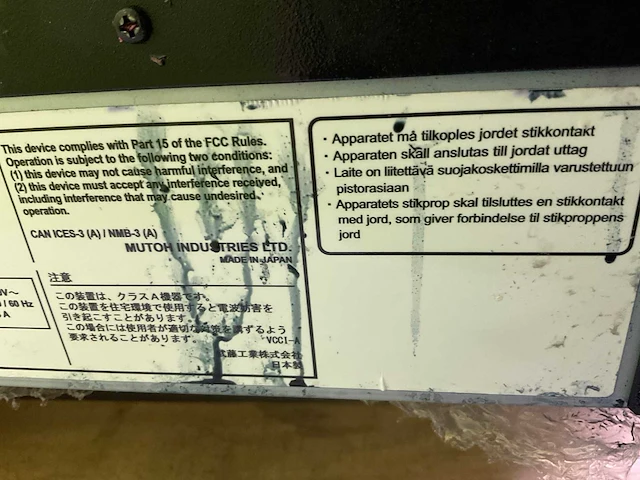 This device complies with Part 15 of the FCC Rules.
Operation is subject to the following two conditions:
(1) this device may not cause harmful interference, and
(2) this device must accept any interference received,
including interference that may cause undesired.
operation.
CAN ICES-3 (A) / NMB-3 (A)
MUTOH INDUSTRIES LTD.
MADE IN JAPAN
V～
/ 60 Hz
A
注意
この装置は、クラスA機器です。
この装置を住宅環境で使用すると電波妨害を
引き起こすことがあります。
この場合には使用者が適切な対策を講ずるよう
要求されることがあります。
VCCI-A
武藤工業株式会社
日本製
· Apparatet må tilkoples jordet stikkontakt
· Apparaten skall anslutas till jordat uttag
· Laite on liitettävä suojakoskettimilla varustettuun
pistorasiaan
· Apparatets stikprop skal tilsluttes en stikkontakt
med jord, som giver forbindelse til stikproppens
jord